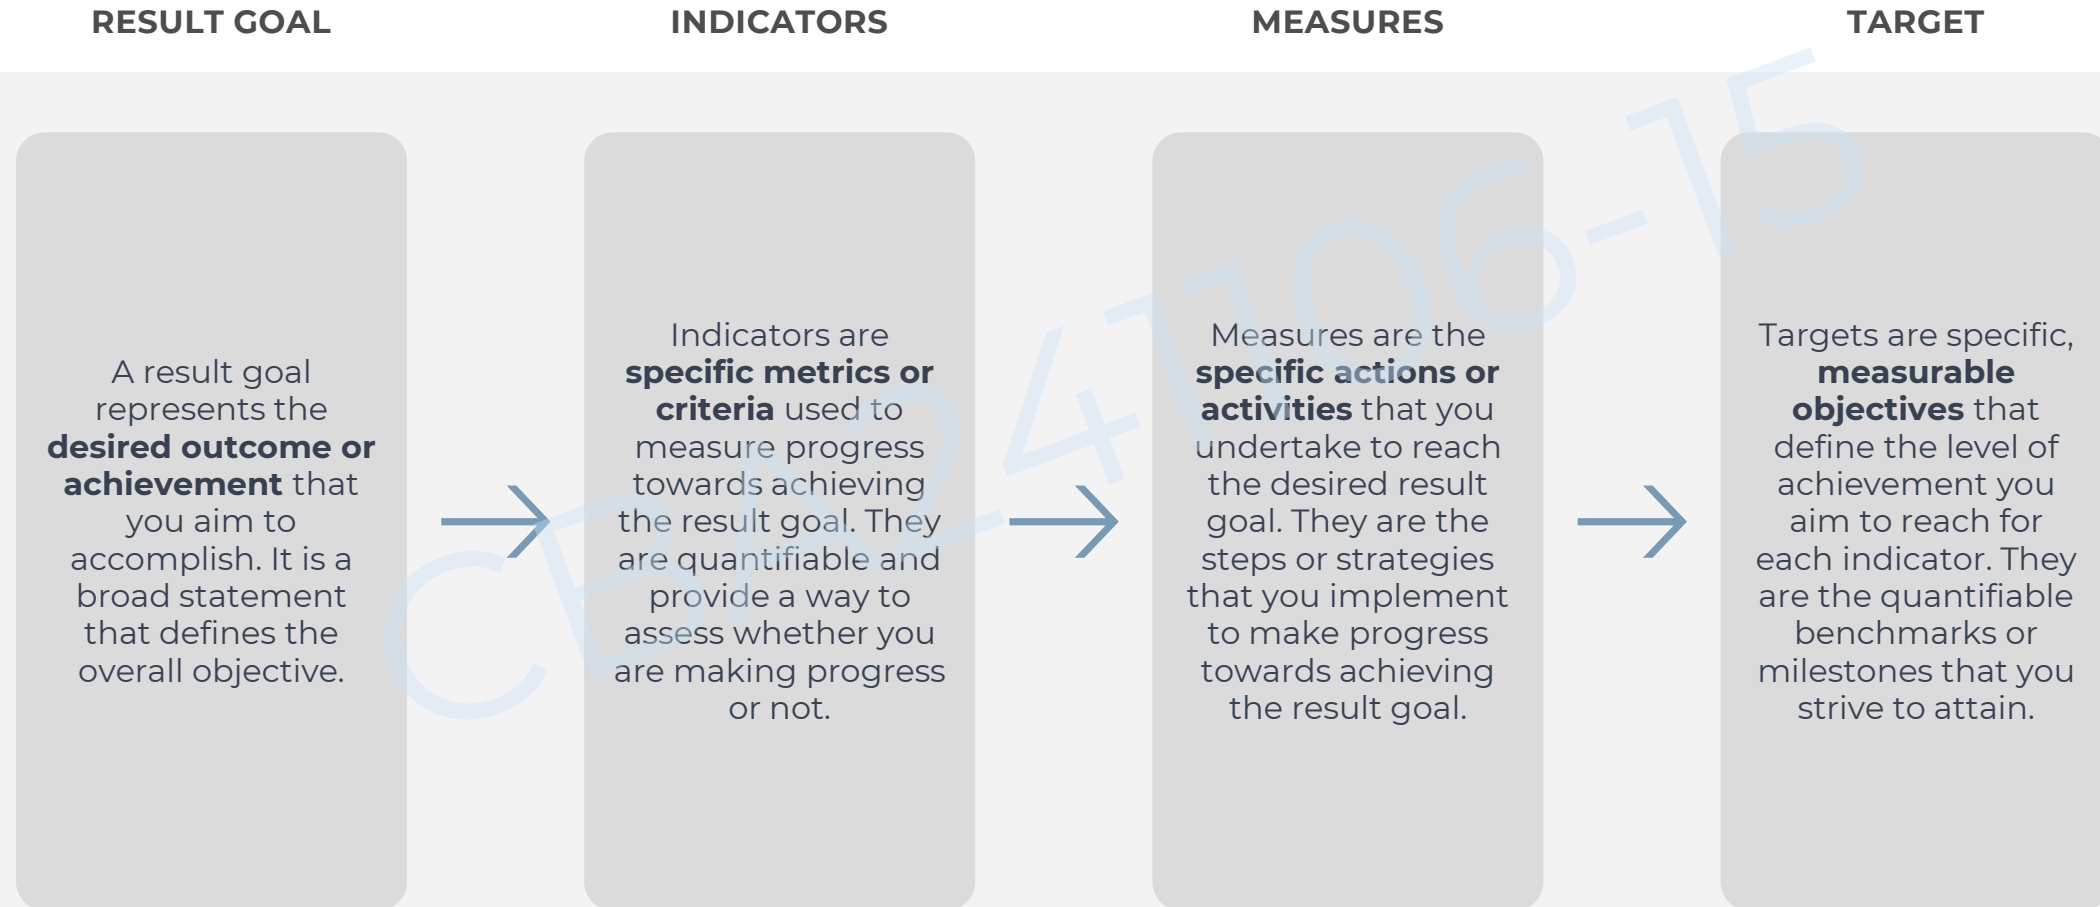 RESULT GOAL
INDICATORS
MEASURES
TARGET
A result goal
represents the
desired outcome or
achievement that
you aim to
accomplish. It is a
broad statement
that defines the
overall objective.
Indicators are
specific metrics or
criteria used to
measure progress
towards achieving
the result goal. They
are quantifiable and
provide a way to
assess whether you
are making progress
or not.
Measures are the
specific actions or
activities that you
undertake to reach
the desired result
goal. They are the
steps or strategies
that you implement
to make progress
towards achieving
the result goal.
Targets are specific,
measurable
objectives that
define the level of
achievement you
aim to reach for
each indicator. They
are the quantifiable
benchmarks or
milestones that you
strive to attain.
CBA241106-15